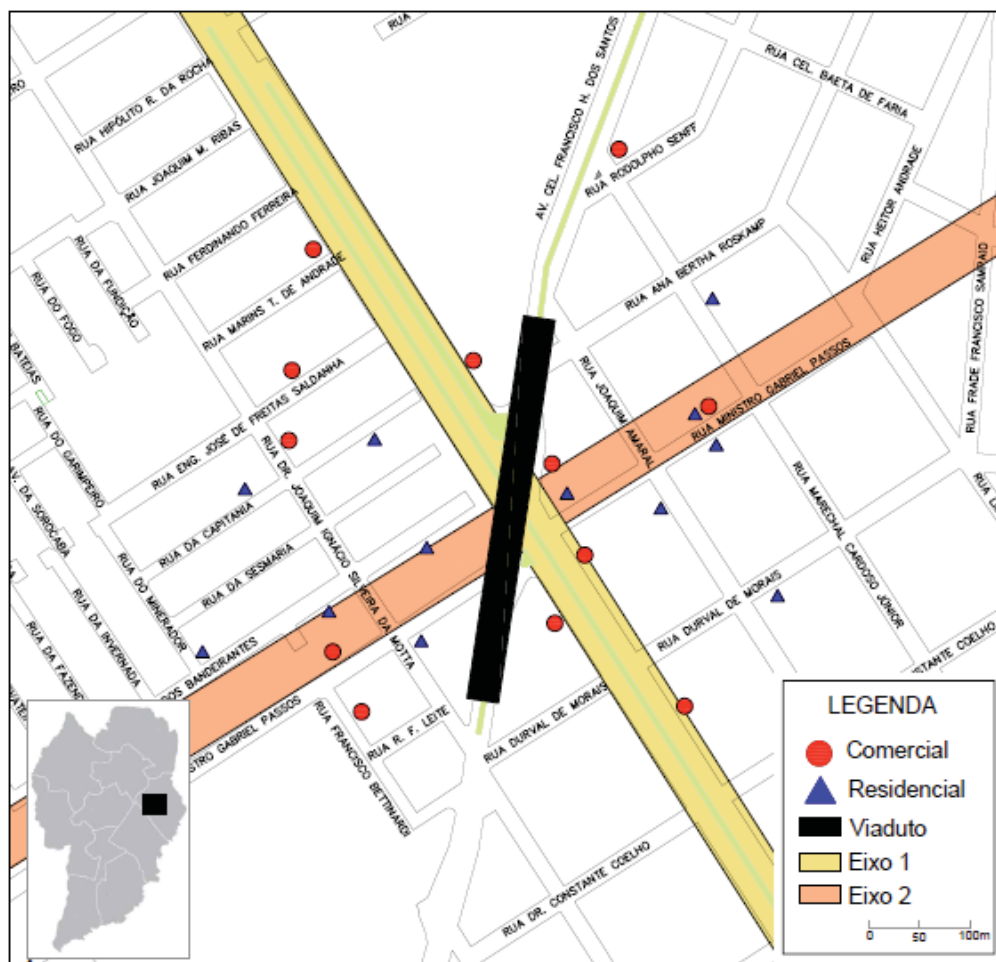 RUA HIPÓLITO R. DA ROCHA
RUA JOAQUIM M. RIBAS
RUA FERDINANDO FERREIRA
RUA MARINS T. DE ANDRADE
RUA DA FUNDIÇÃO
RUA DO FOGO
BATEIAS
RUA DO GARIMPEIRO
RUA ENG. JOSÉ DE FREITAS SALDANHA
RUA DR. JOAQUIM IGNÁCIO SILVEIRA DA MOTTA
AV. DA SOROCABA
RUA DA CAPITANIA
RUA DA SESMARIA
RUA DO MINERADOR
RUA DA INVERNADA
RUA DA FAZEN
DOS BANDEIRANTES
STRO GABRIEL PASSOS
RUA FRANCISCO BETTINARDI
RUA R. F. LEITE
RUA DURVAL DE MORAIS
RUA DR. CONSTANTE COELHO
AV. CEL. FRANCISCO H. DOS SANTOS
RUA CEL. BAETA DE FARIA
RUA RODOLPHO SENFF
RUA HEITOR ANDRADE
RUA ANA BERTHA ROSKAMP
RUA FRADE FRANCISCO SAMPAIO
RUA JOAQUIM AMARAL
RUA MINISTRO GABRIEL PASSOS
RUA MARECHAL CARDOSO JÚNIOR
RUA DURVAL DE MORAIS
CONSTANTE COELHO
LEGENDA
Comercial
Residencial
Viaduto
Eixo 1
Eixo 2
0 50 100m